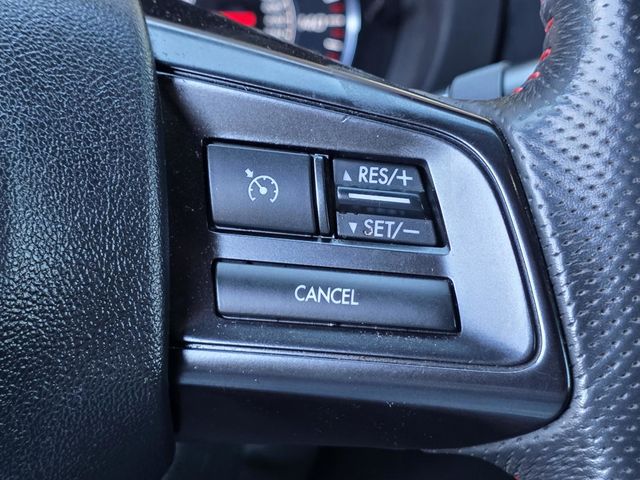 ▲ RES/+
▼ SET/−
CANCEL